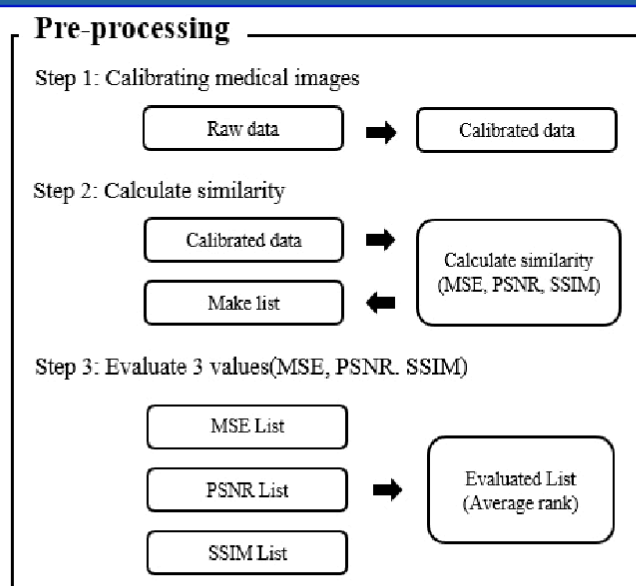 Pre-processing
Step 1: Calibrating medical images
Raw data
Calibrated data
Step 2: Calculate similarity
Calibrated data
Calculate similarity
(MSE, PSNR, SSIM)
Make list
Step 3: Evaluate 3 values(MSE, PSNR. SSIM)
MSE List
PSNR List
Evaluated List
(Average rank)
SSIM List